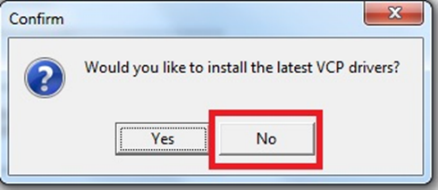 Confirm
Would you like to install the latest VCP drivers?
Yes
No